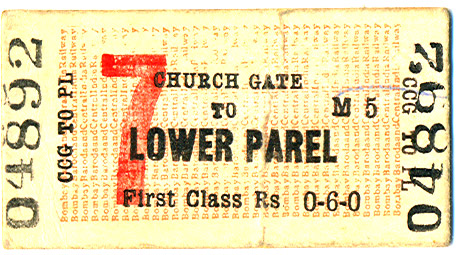 04892
CCG TO PL
7
CHURCH GATE
TO
M 5
LOWER PAREL
First Class Rs 0-6-0
CCG TO PL
04892